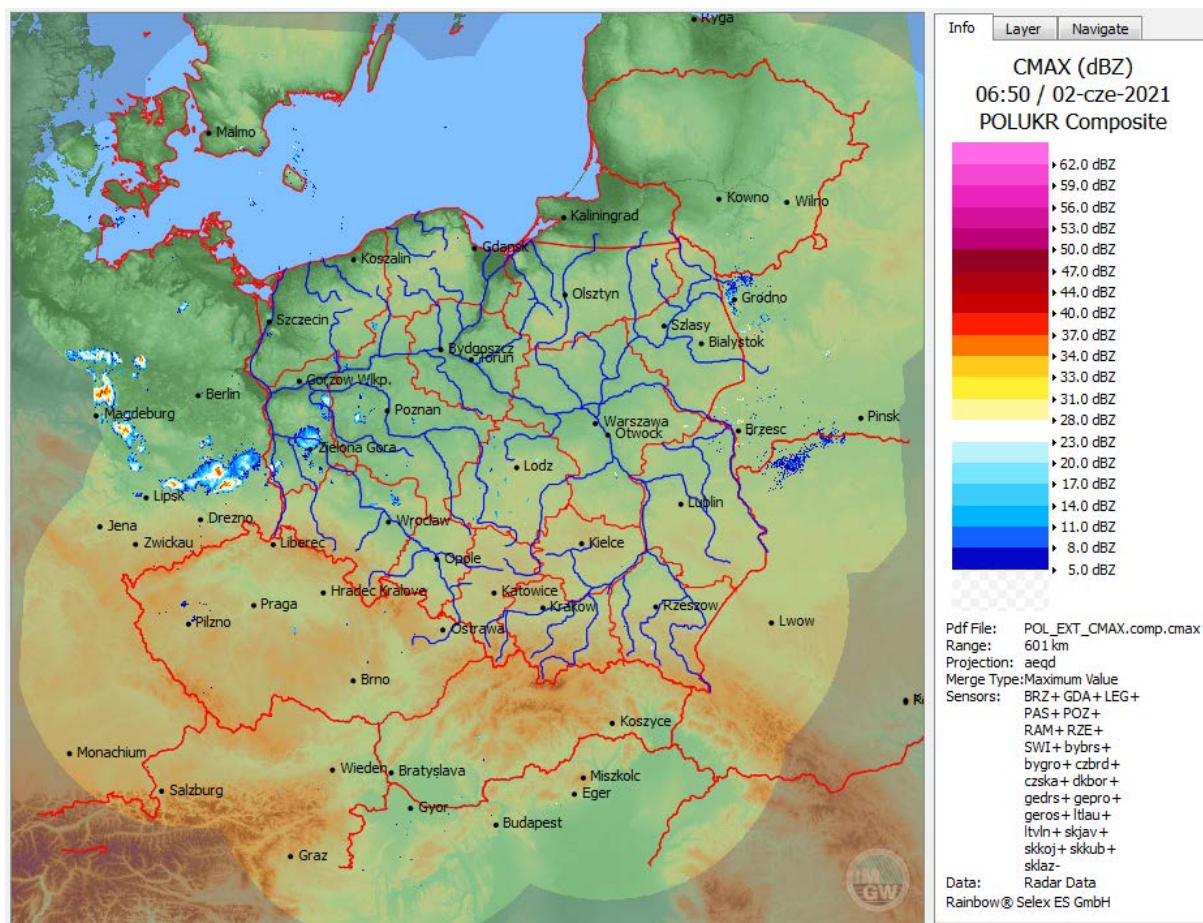 Ryga
Malmo
Kowno
Wilno
Kaliningrad
Gdansk
Koszalin
Olsztyn
Grodno
Szczecin
Szlasy
Bialystok
Bydgoszcz
Torun
Gorzow Wlkp.
Berlin
Poznan
Magdeburg
Warszawa
Otwock
Brzesc
Pinsk
Zielona Gora
Lodz
Lipsk
Lublin
Jena
Drezno
Wroclaw
Zwickau
Liberec
Kielce
Opole
Hradec Kralove
Katowice
Praga
Krakow
Rzeszow
Pilzno
Ostrawa
Lwow
Brno
Koszyce
Monachium
Wieden
Bratyslava
Miszkolc
Salzburg
Eger
Gyor
Budapest
Graz
IMGW
Info Layer Navigate
CMAX (dBZ)
06:50 / 02-cze-2021
POLUKR Composite
62.0 dBZ
59.0 dBZ
56.0 dBZ
53.0 dBZ
50.0 dBZ
47.0 dBZ
44.0 dBZ
40.0 dBZ
37.0 dBZ
34.0 dBZ
33.0 dBZ
31.0 dBZ
28.0 dBZ
23.0 dBZ
20.0 dBZ
17.0 dBZ
14.0 dBZ
11.0 dBZ
8.0 dBZ
5.0 dBZ
Pdf File: POL_EXT_CMAX.comp.cmax
Range: 601 km
Projection: aeqd
Merge Type: Maximum Value
Sensors: BRZ+ GDA+ LEG+
PAS+ POZ+
RAM+ RZE+
SWI+ bybrs+
bygro+ czbrd+
czska+ dkbor+
gedrs+ gepro+
geros+ ltlau+
ltvln+ skjav+
skkoj+ skkub+
sklaz-
Data: Radar Data
Rainbow® Selex ES GmbH